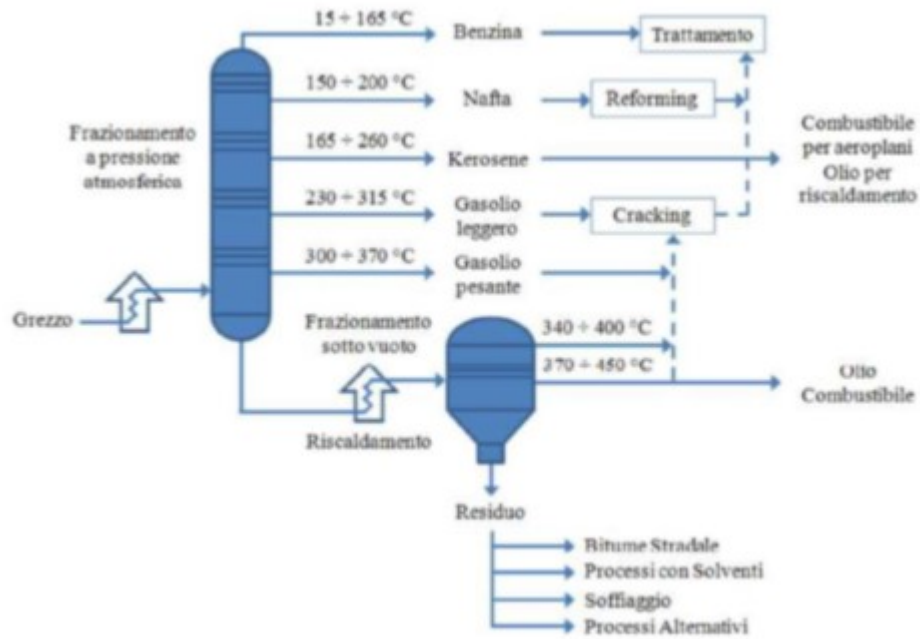 15 ÷ 165 °C
Benzina
Trattamento
150 ÷ 200 °C
Nafta
Reforming
Frazionamento
a pressione
atmosferica
165 ÷ 260 °C
Kerosene
Combustibile
per aeroplani
Olio per
riscaldamento
230 ÷ 315 °C
Gasolio
leggero
Cracking
300 ÷ 370 °C
Gasolio
pesante
Grezzo
Frazionamento
sotto vuoto
340 ÷ 400 °C
370 ÷ 450 °C
Olio
Combustibile
Riscaldamento
Residuo
Bitume Stradale
Processi con Solventi
Soffiaggio
Processi Alternativi